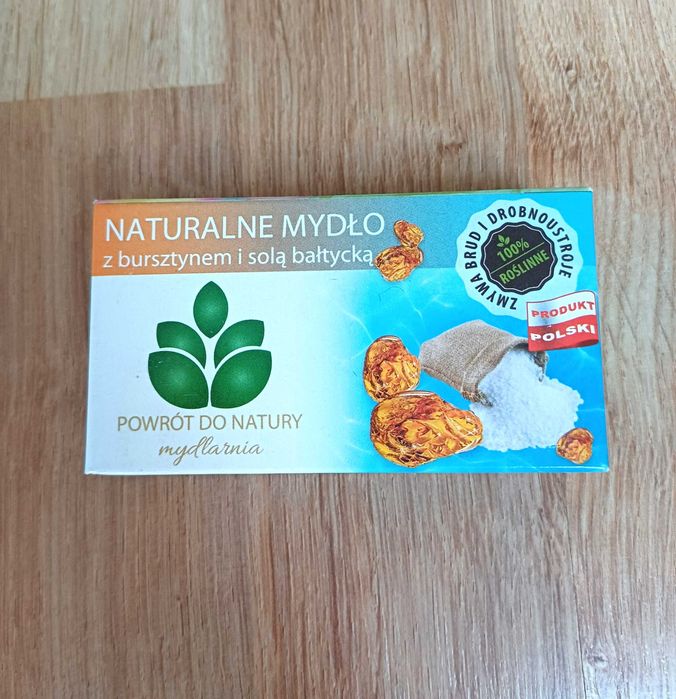 NATURALNE MYDŁO
z bursztynem i solą bałtycką
ZMYWA BRUD I DROBNOUSTROJE
100%
ROŚLINNE
PRODUKT
POLSKI
POWRÓT DO NATURY
mydlarnia